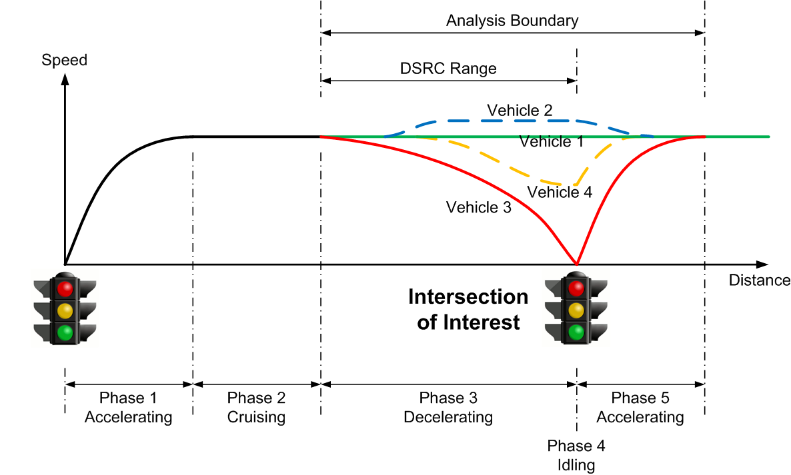 Analysis Boundary
Speed
DSRC Range
Vehicle 2
Vehicle 1
Vehicle 4
Vehicle 3
Distance
Intersection
of Interest
Phase 1
Accelerating
Phase 2
Cruising
Phase 3
Decelerating
Phase 5
Accelerating
Phase 4
Idling